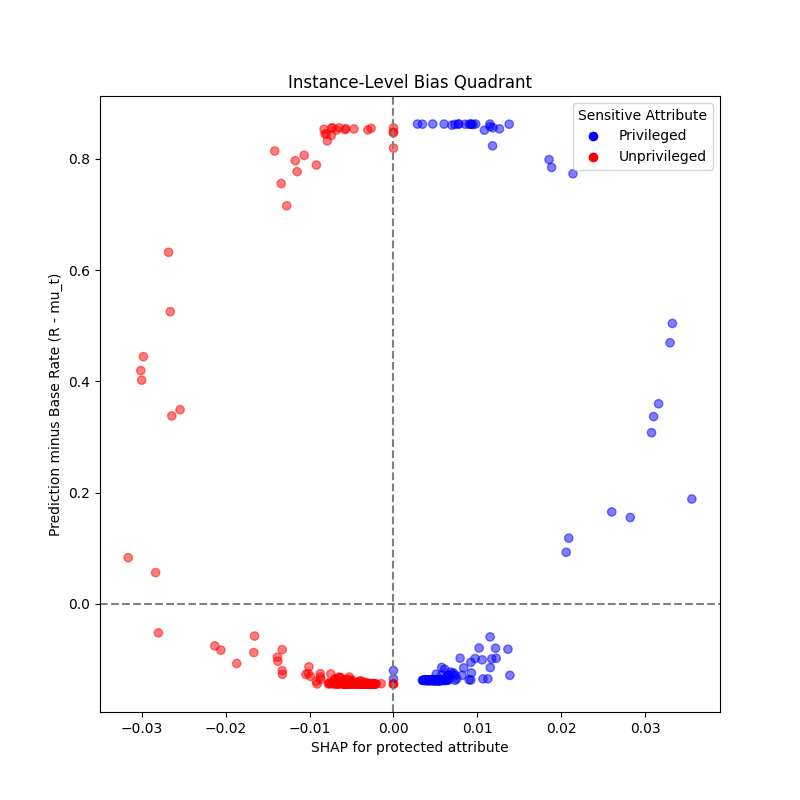 Instance-Level Bias Quadrant
Sensitive Attribute
Privileged
Unprivileged
Prediction minus Base Rate (R - mu_t)
0.8
0.6
0.4
0.2
0.0
−0.03 −0.02 −0.01 0.00 0.01 0.02 0.03
SHAP for protected attribute